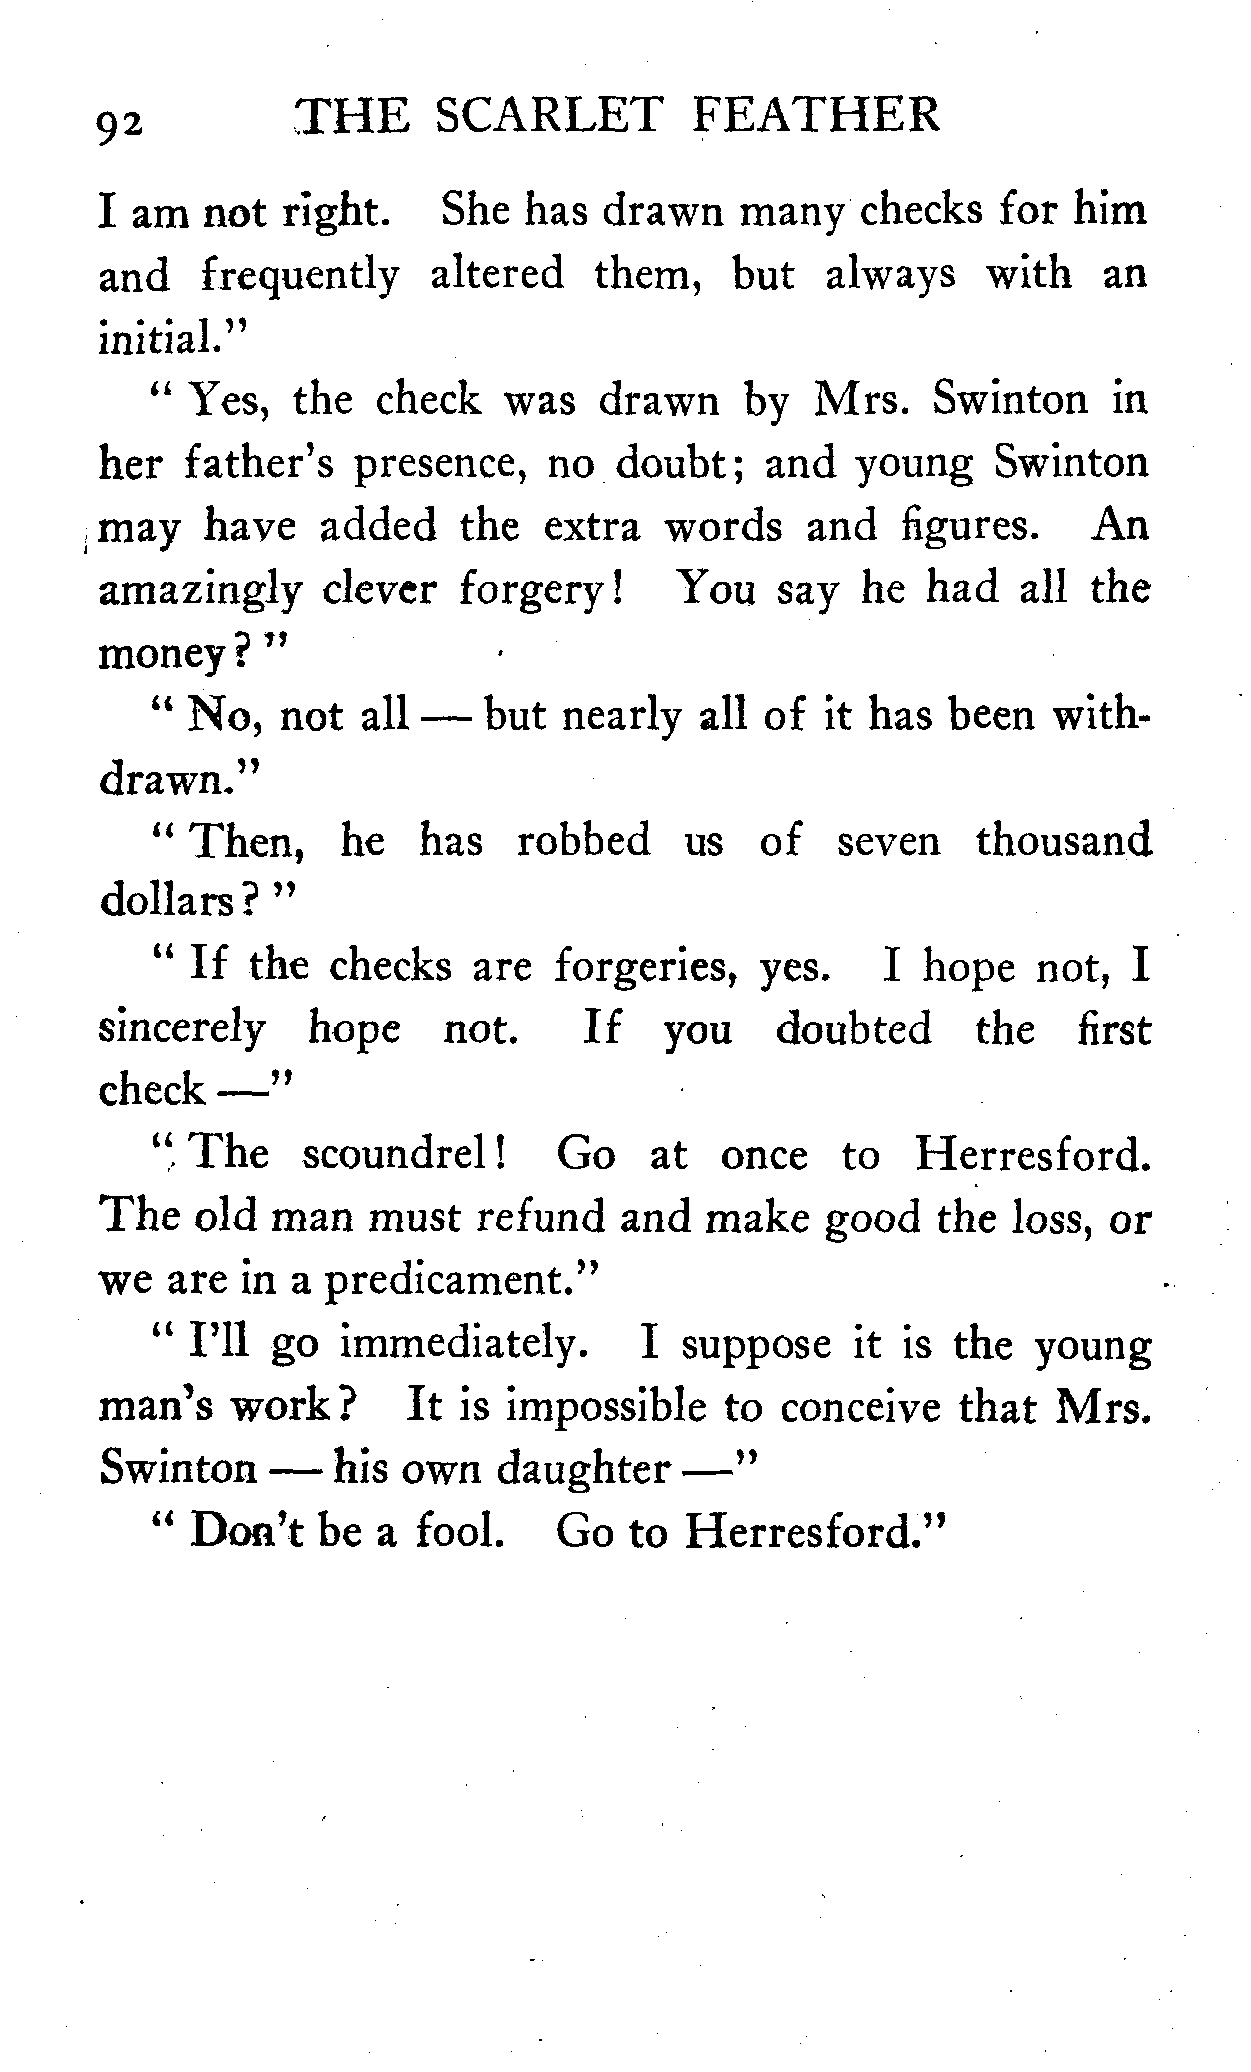 92 THE SCARLET FEATHER
I am not right. She has drawn many checks for him
and frequently altered them, but always with an
initial."
" Yes, the check was drawn by Mrs. Swinton in
her father's presence, no doubt; and young Swinton
may have added the extra words and figures. An
amazingly clever forgery! You say he had all the
money? "
" No, not all — but nearly all of it has been with-
drawn."
" Then, he has robbed us of seven thousand
dollars? "
" If the checks are forgeries, yes. I hope not, I
sincerely hope not. If you doubted the first
check —"
" The scoundrel! Go at once to Herresford.
The old man must refund and make good the loss, or
we are in a predicament."
" I'll go immediately. I suppose it is the young
man's work? It is impossible to conceive that Mrs.
Swinton — his own daughter —"
" Don't be a fool. Go to Herresford."